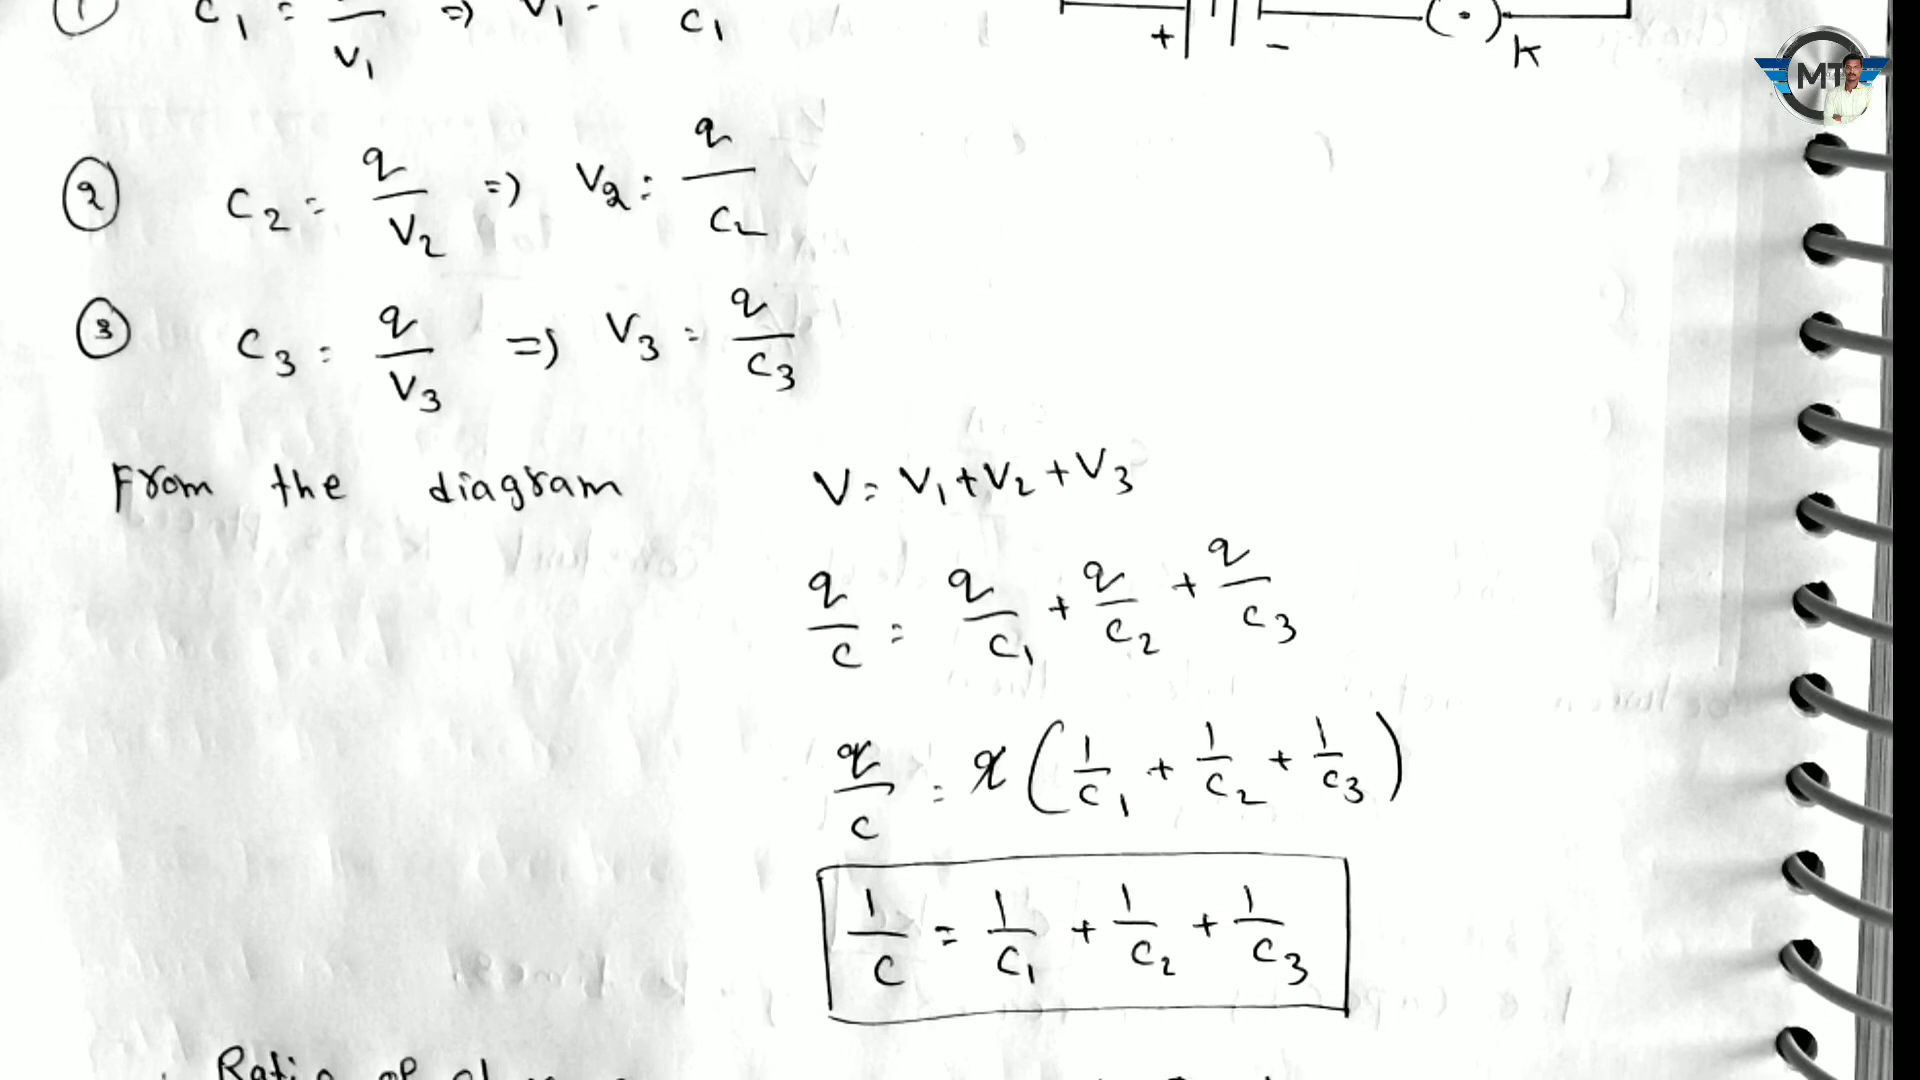 ① C₁ = —/V₁ => V₁ = —/C₁
+ - ( · ) K
MT
② C₂ = q/V₂ => V₂ = q/C₂
③ C₃ = q/V₃ => V₃ = q/C₃
From the diagram V = V₁ + V₂ + V₃
q/C = q/C₁ + q/C₂ + q/C₃
q/C = q (1/C₁ + 1/C₂ + 1/C₃)
1/C = 1/C₁ + 1/C₂ + 1/C₃
Ratio of